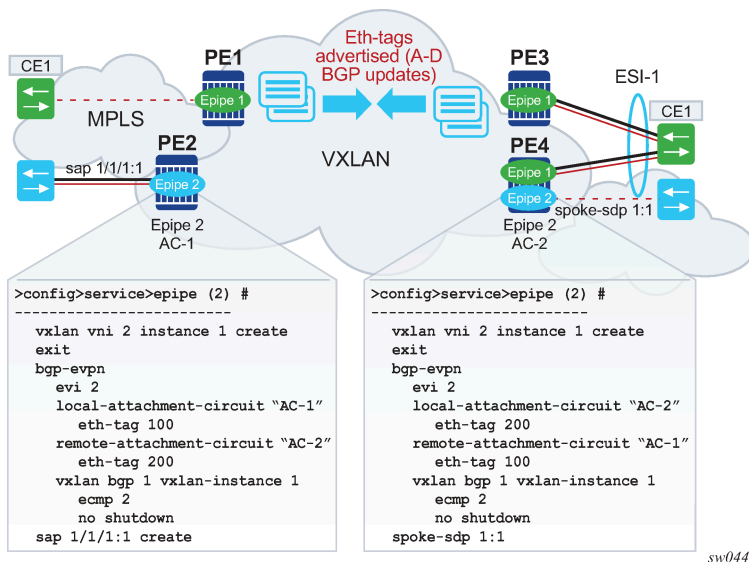 Eth-tags
advertised (A-D
BGP updates)
CE1
PE1
PE3
ESI-1
CE1
Epipe 1
Epipe 1
MPLS
PE2
PE4
VXLAN
sap 1/1/1:1
Epipe 1
Epipe 2
Epipe 2
spoke-sdp 1:1
Epipe 2
AC-1
Epipe 2
AC-2
>config>service>epipe (2) #
-------------------------
vxlan vni 2 instance 1 create
exit
bgp-evpn
evi 2
local-attachment-circuit “AC-1”
eth-tag 100
remote-attachment-circuit “AC-2”
eth-tag 200
vxlan bgp 1 vxlan-instance 1
ecmp 2
no shutdown
sap 1/1/1:1 create
>config>service>epipe (2) #
-------------------------
vxlan vni 2 instance 1 create
exit
bgp-evpn
evi 2
local-attachment-circuit “AC-2”
eth-tag 200
remote-attachment-circuit “AC-1”
eth-tag 100
vxlan bgp 1 vxlan-instance 1
ecmp 2
no shutdown
spoke-sdp 1:1
sw044